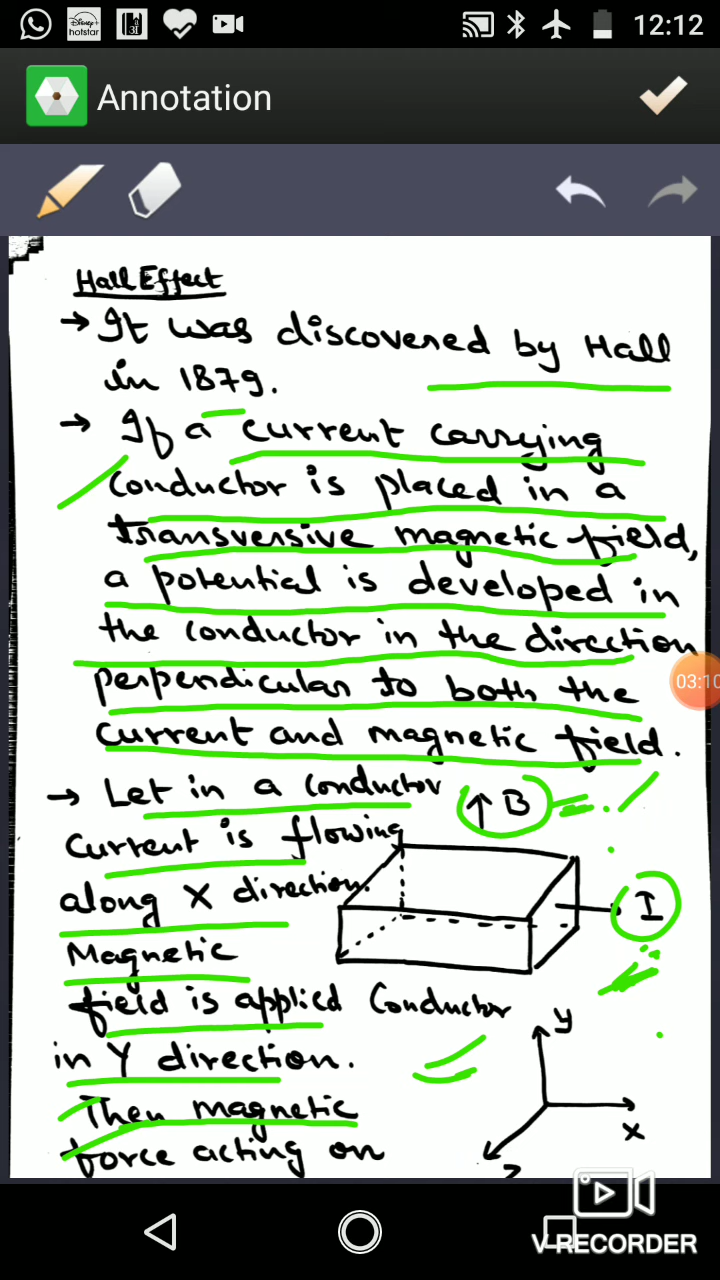 Disney+
hotstar
31
12:12
Annotation
Hall Effect
→ It was discovered by Hall
in 1879.
→ If a current carrying
conductor is placed in a
transversive magnetic field,
a potential is developed in
the conductor in the direction
perpendicular to both the
current and magnetic field.
03:10
→ Let in a conductor
↑ B
current is flowing
along X direction.
I
Magnetic
field is applied
Conductor
in Y direction.
y
x
z
Then magnetic
force acting on
V RECORDER